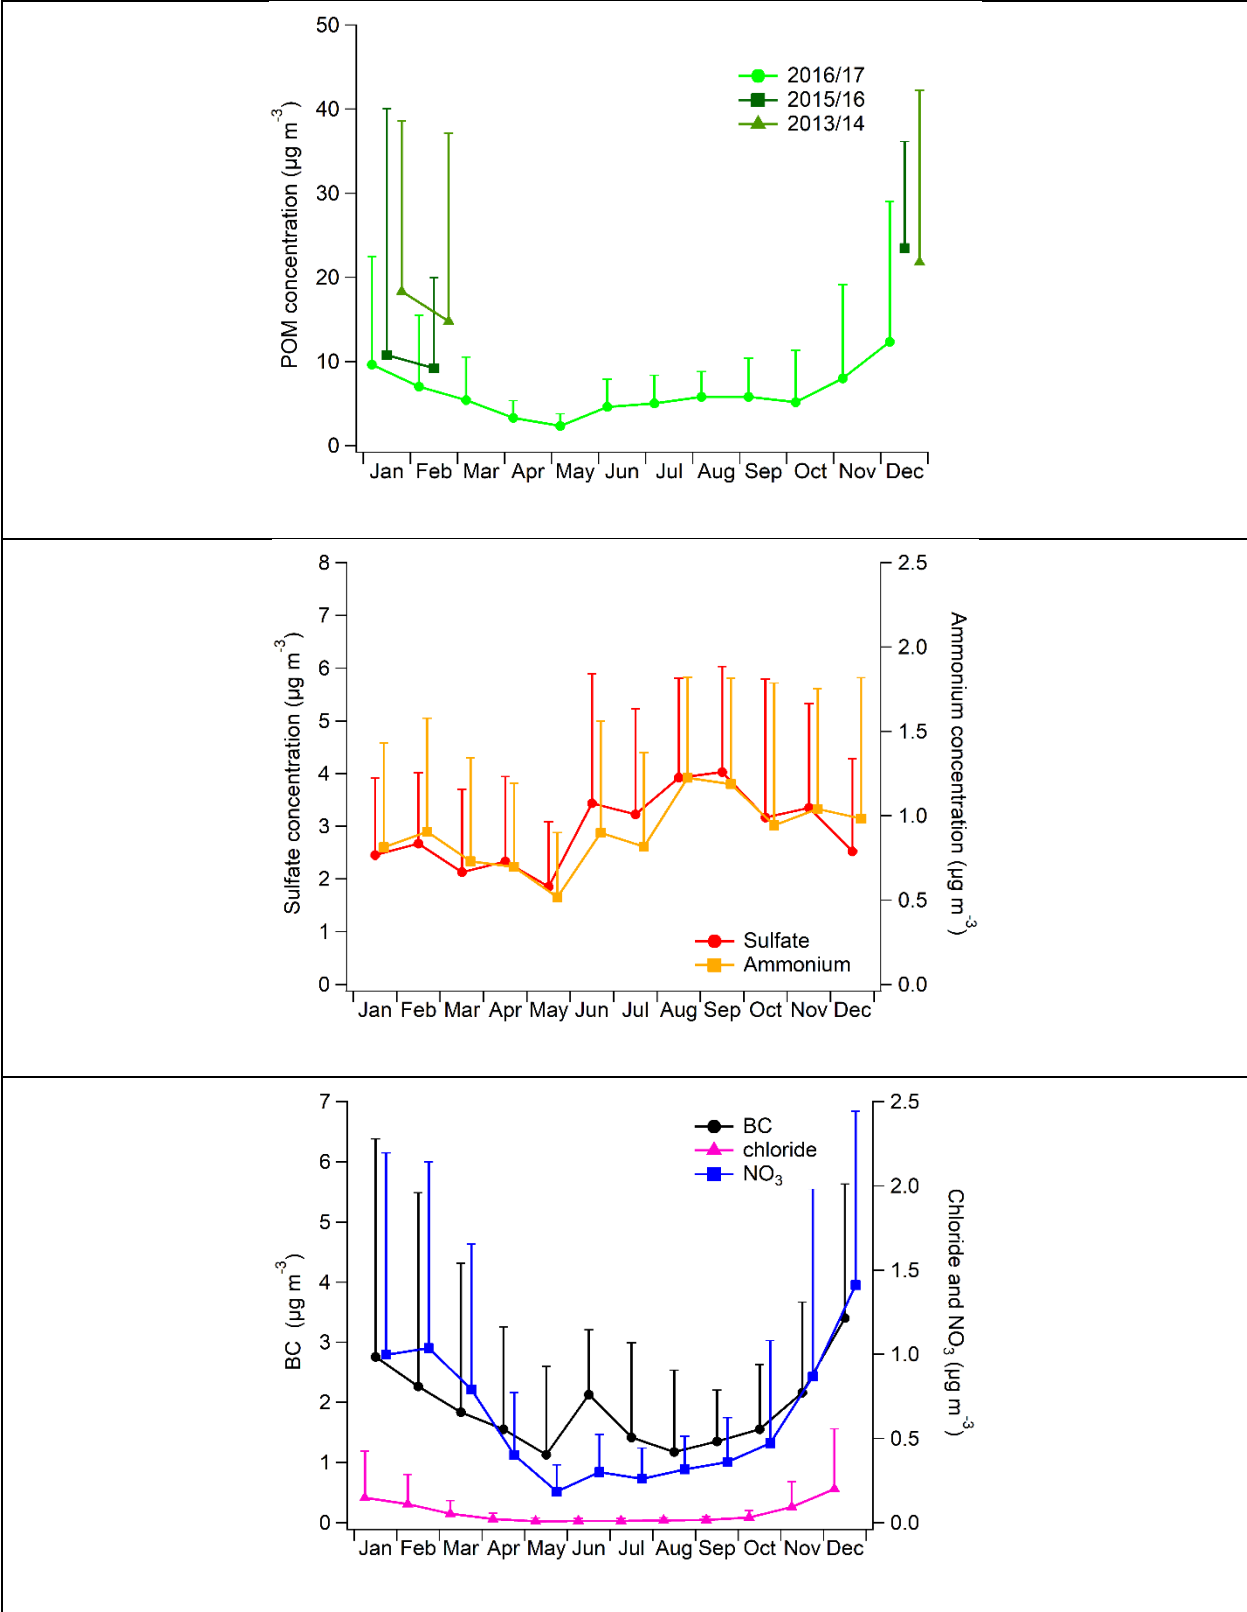 50
40
30
20
10
0
POM concentration (µg m⁻³)
2016/17
2015/16
2013/14
Jan Feb Mar Apr May Jun Jul Aug Sep Oct Nov Dec
8
7
6
5
4
3
2
1
0
Sulfate concentration (µg m⁻³)
2.5
2.0
1.5
1.0
0.5
0.0
Ammonium concentration (µg m⁻³)
Sulfate
Ammonium
Jan Feb Mar Apr May Jun Jul Aug Sep Oct Nov Dec
7
6
5
4
3
2
1
0
BC (µg m⁻³)
BC
chloride
NO₃
2.5
2.0
1.5
1.0
0.5
0.0
Chloride and NO₃ (µg m⁻³)
Jan Feb Mar Apr May Jun Jul Aug Sep Oct Nov Dec